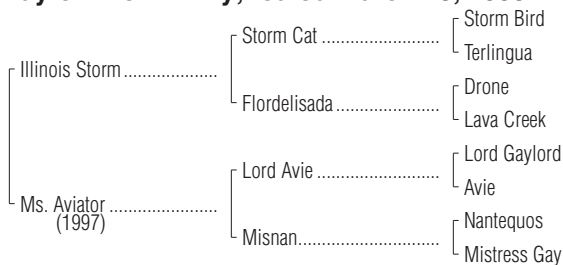 Storm Bird
Storm Cat
Terlingua
Illinois Storm
Drone
Flordelisada
Lava Creek
Lord Gaylord
Lord Avie
Avie
Ms. Aviator
(1997)
Nantequos
Misnan
Mistress Gay